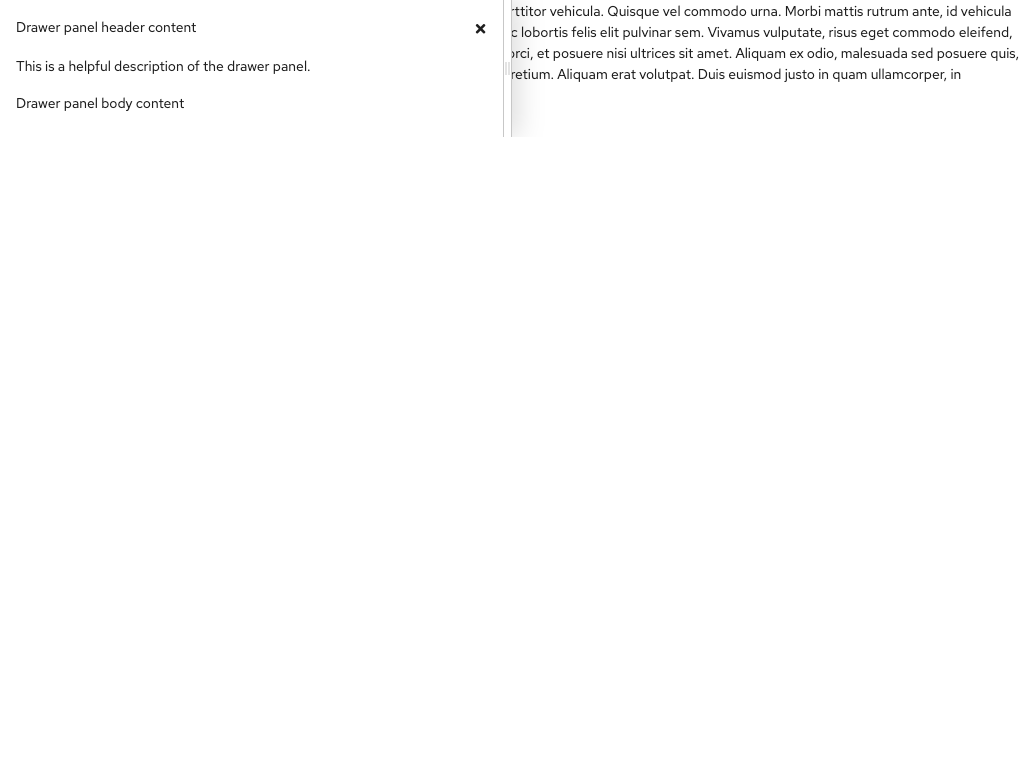 Drawer panel header content
This is a helpful description of the drawer panel.
Drawer panel body content
vehicula. Quisque vel commodo urna. Morbi mattis rutrum ante, id vehicula
lobortis felis elit pulvinar sem. Vivamus vulputate, risus eget commodo eleifend,
et posuere nisi ultrices sit amet. Aliquam ex odio, malesuada sed posuere quis,
Aliquam erat volutpat. Duis euismod justo in quam ullamcorper, in